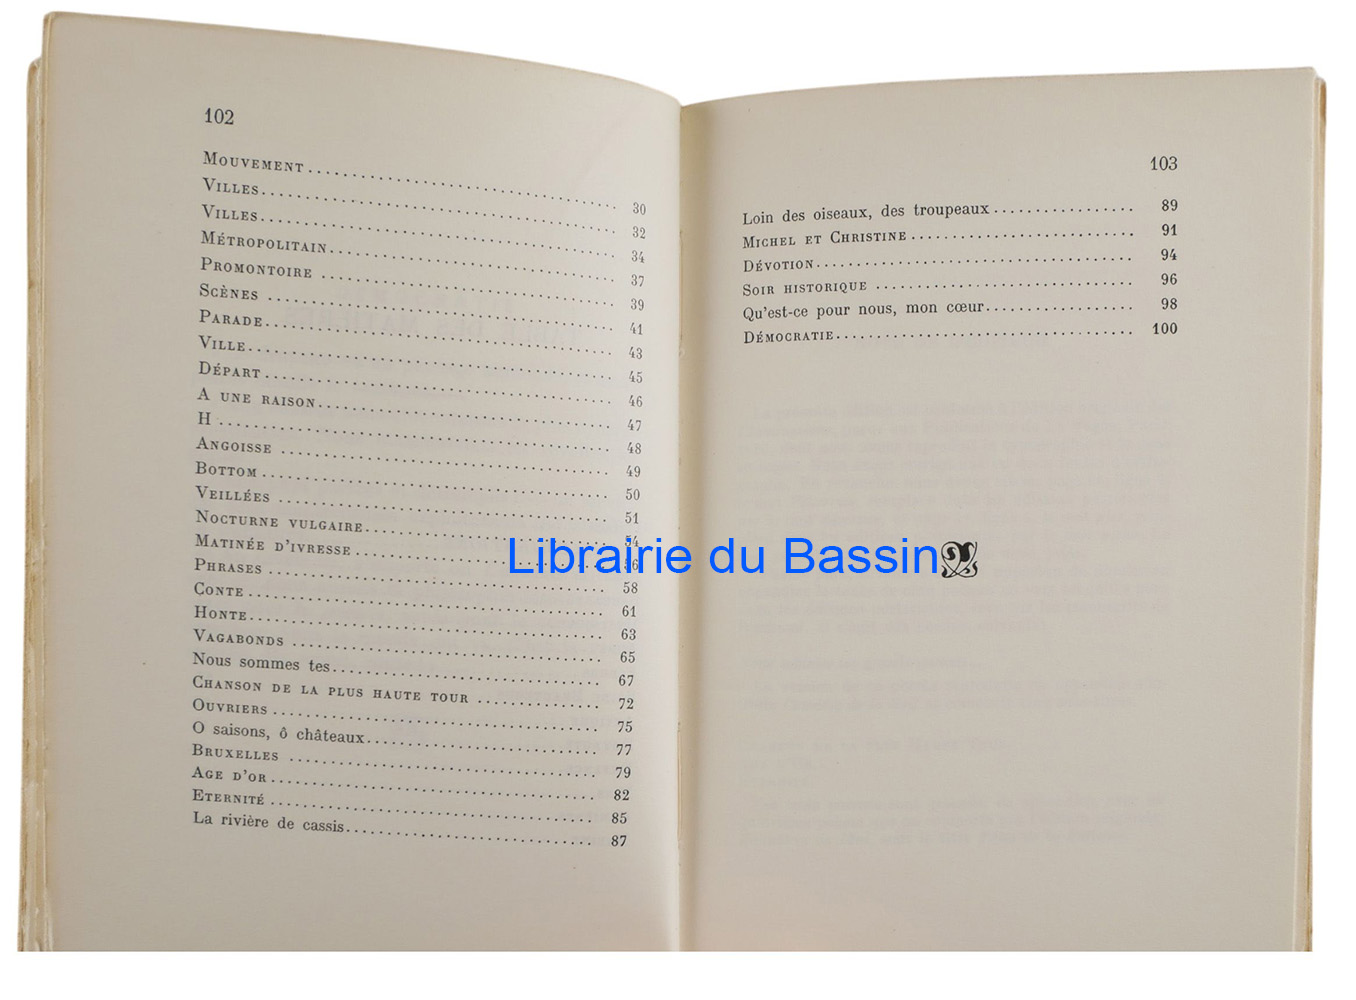 102
MOUVEMENT 30
VILLES 32
VILLES 34
MÉTROPOLITAIN 37
PROMONTOIRE 39
SCÈNES 41
PARADE 43
VILLE 45
DÉPART 46
A UNE RAISON 47
H 48
ANGOISSE 49
BOTTOM 50
VEILLÉES 51
NOCTURNE VULGAIRE 54
MATINÉE D'IVRESSE 56
PHRASES 58
CONTE 61
HONTE 63
VAGABONDS 65
Nous sommes tes 67
CHANSON DE LA PLUS HAUTE TOUR 72
OUVRIERS 75
O saisons, ô châteaux 77
BRUXELLES 79
AGE D'OR 82
ETERNITÉ 85
La rivière de cassis 87
103
Loin des oiseaux, des troupeaux 89
MICHEL ET CHRISTINE 91
DÉVOTION 94
SOIR HISTORIQUE 96
Qu'est-ce pour nous, mon cœur 98
DÉMOCRATIE 100
Librairie du Bassin